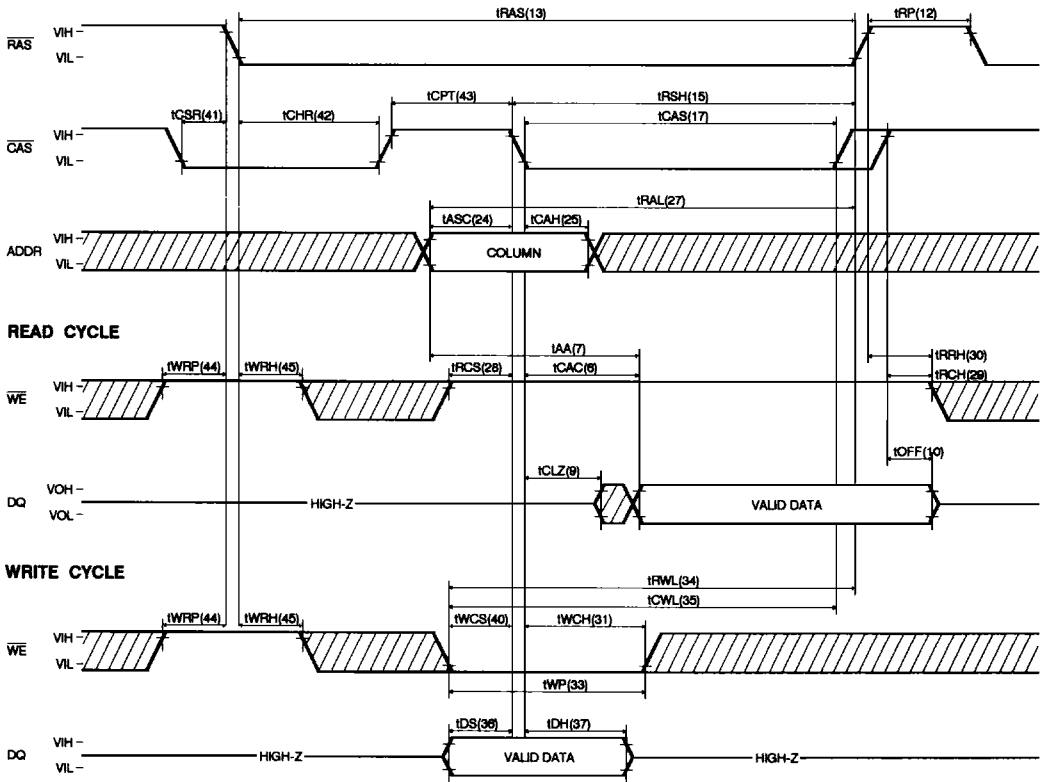 tRAS(13) tRP(12)
RAS VIH
VIL
tCPT(43) tRSH(15)
tCSR(41) tCHR(42) tCAS(17)
CAS VIH
VIL
tRAL(27)
tASC(24) tCAH(25)
ADDR VIH COLUMN
VIL
READ CYCLE
tAA(7) tRRH(30)
tWRP(44) tWRH(45) tRCS(28) tCAC(6) tRCH(29)
WE VIH
VIL
tOFF(10)
tCLZ(9)
DQ VOH HIGH-Z VALID DATA
VOL
WRITE CYCLE
tRWL(34)
tCWL(35)
tWRP(44) tWRH(45) tWCS(40) tWCH(31)
WE VIH
VIL
tWP(33)
tDS(36) tDH(37)
DQ VIH HIGH-Z VALID DATA HIGH-Z
VIL